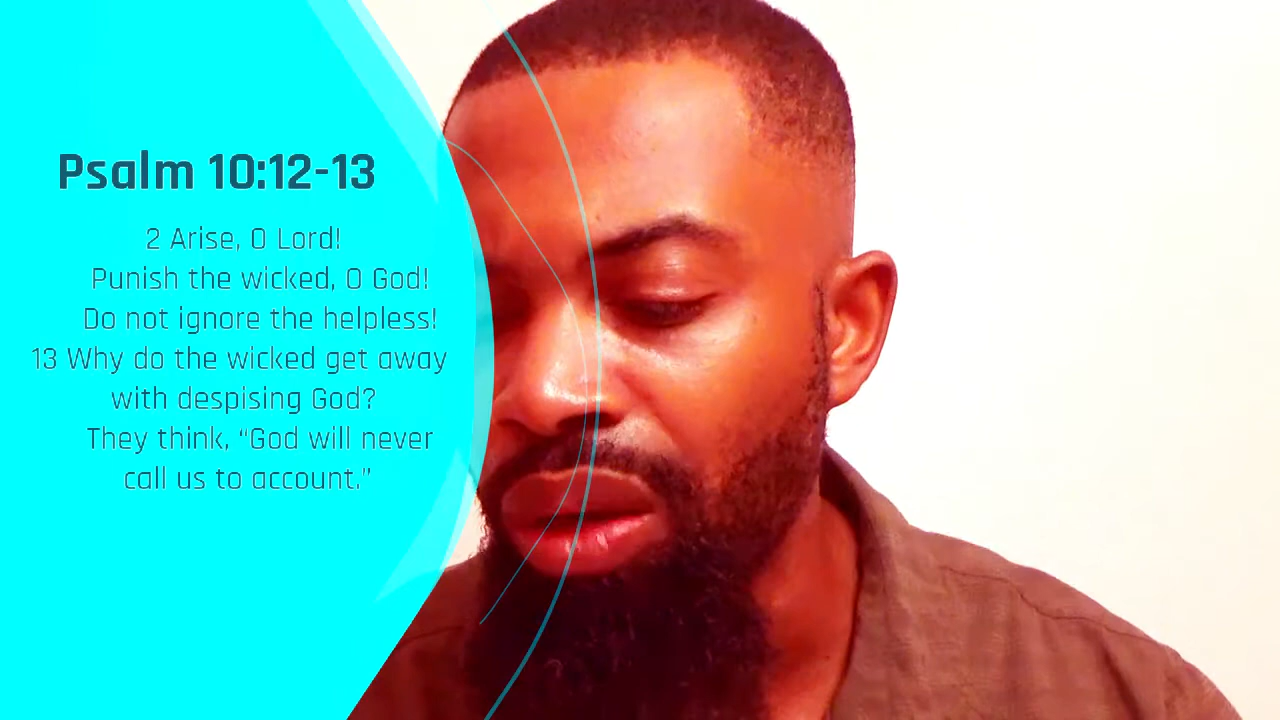 Psalm 10:12-13
2 Arise, O Lord!
Punish the wicked, O God!
Do not ignore the helpless!
13 Why do the wicked get away
with despising God?
They think, “God will never
call us to account.”